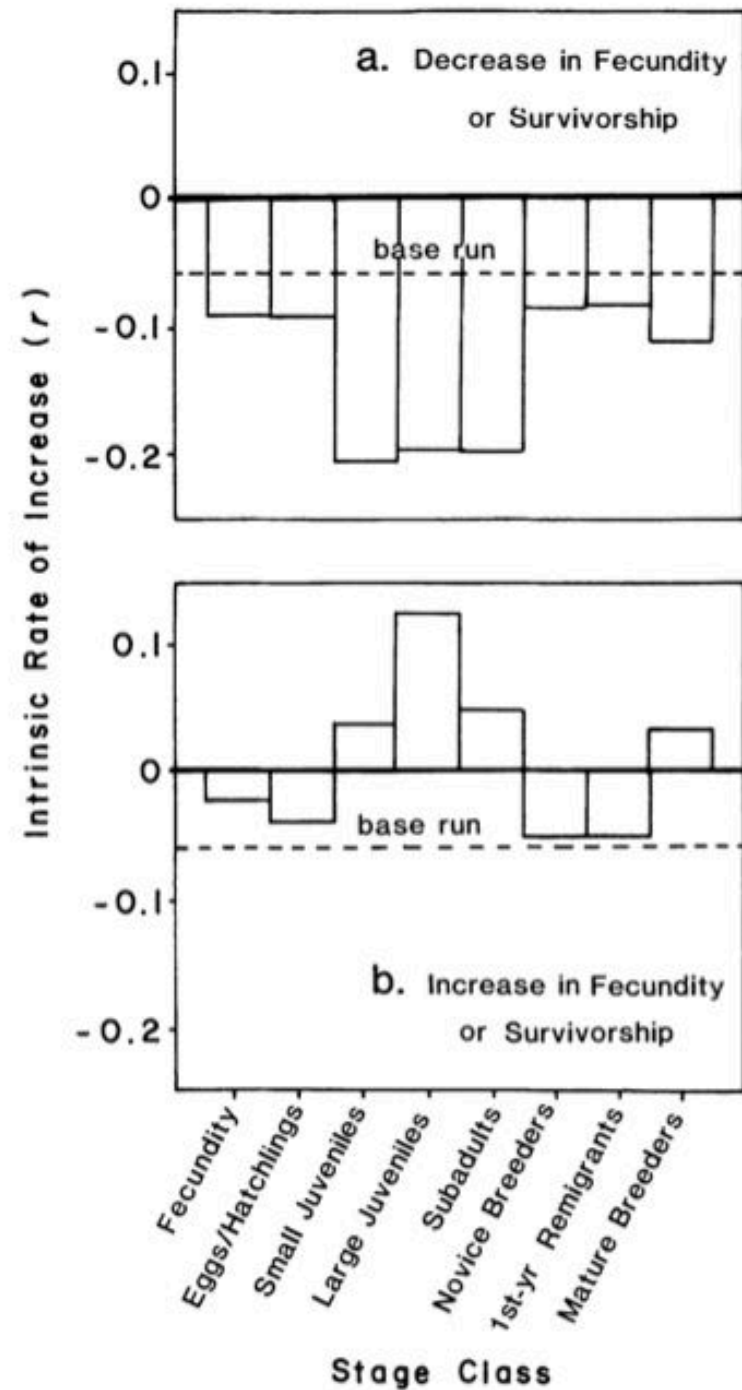 0.1
a. Decrease in Fecundity
or Survivorship
0
base run
-0.1
-0.2
Intrinsic Rate of Increase (r)
0.1
0
base run
-0.1
b. Increase in Fecundity
-0.2
or Survivorship
Fecundity
Eggs/Hatchlings
Small Juveniles
Large Juveniles
Subadults
Novice Breeders
1st-yr Remigrants
Mature Breeders
Stage Class